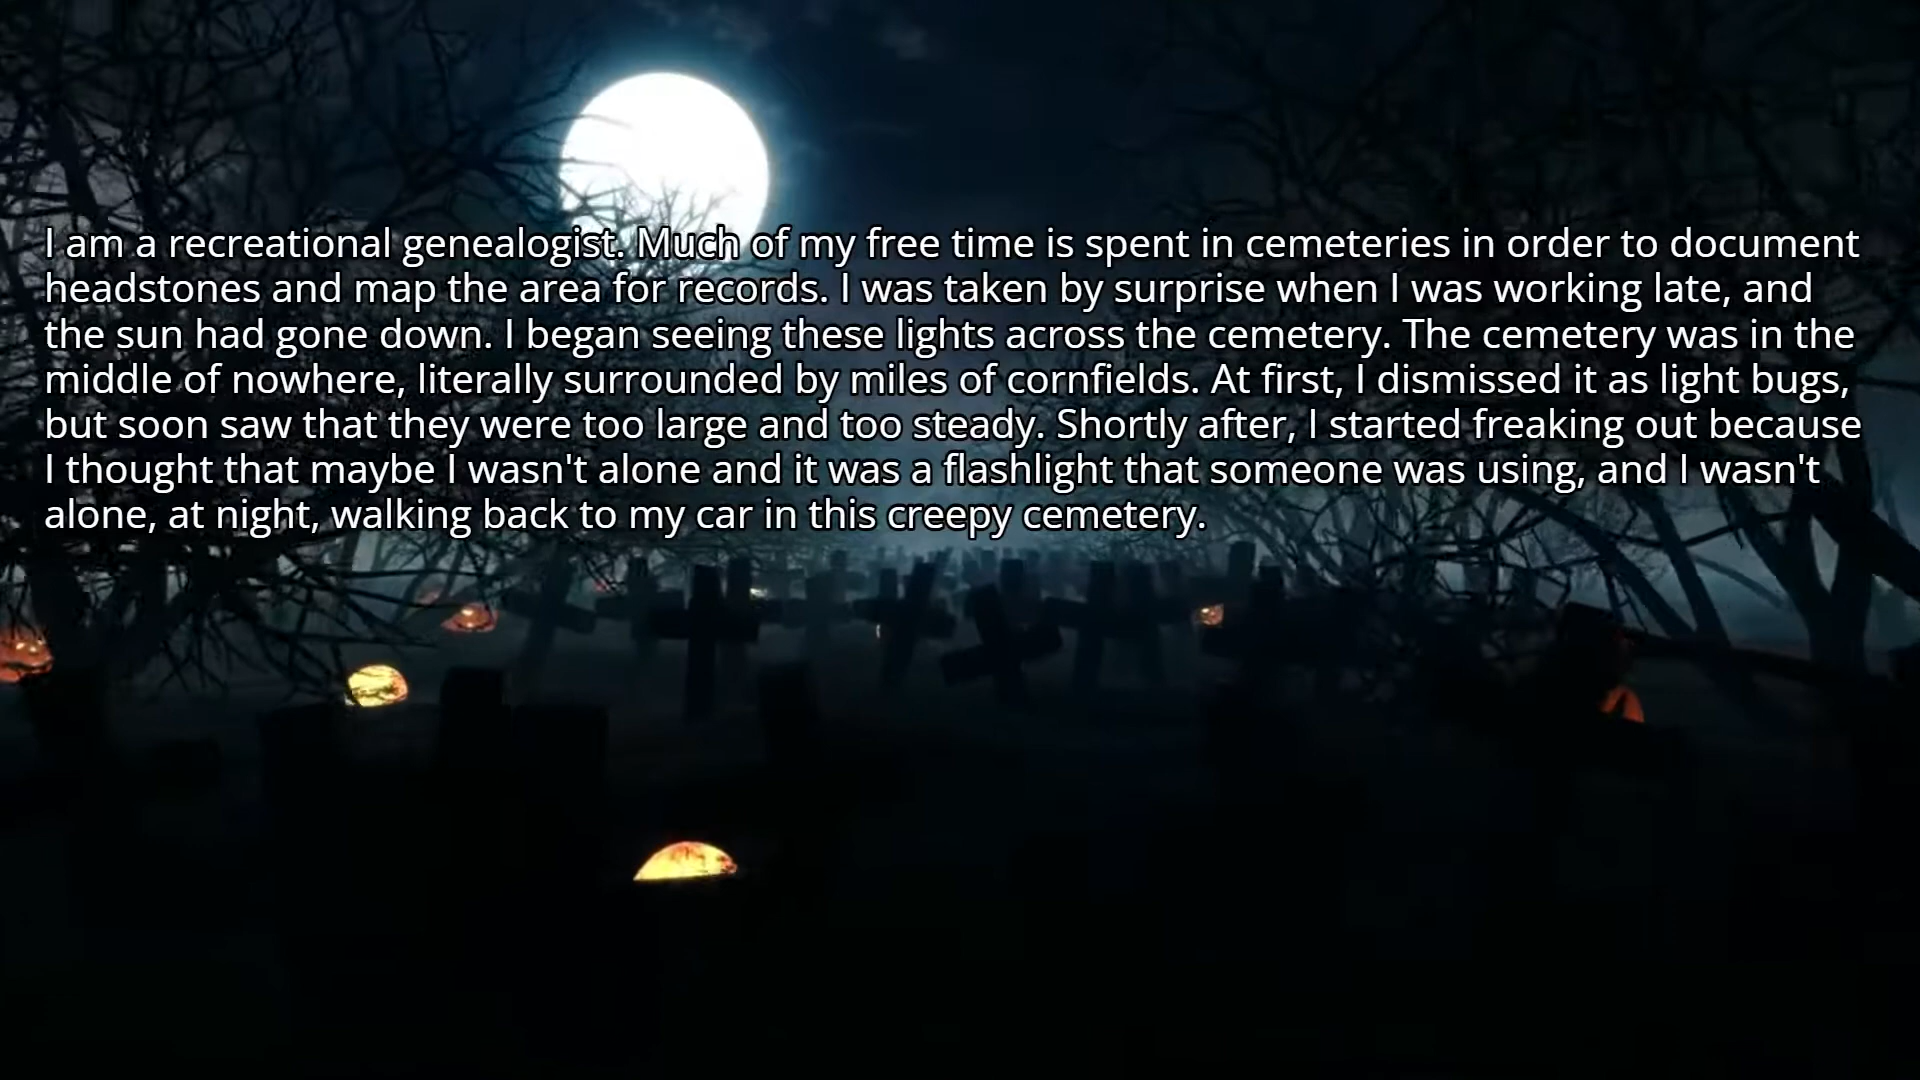 I am a recreational genealogist. Much of my free time is spent in cemeteries in order to document
headstones and map the area for records. I was taken by surprise when I was working late, and
the sun had gone down. I began seeing these lights across the cemetery. The cemetery was in the
middle of nowhere, literally surrounded by miles of cornfields. At first, I dismissed it as light bugs,
but soon saw that they were too large and too steady. Shortly after, I started freaking out because
I thought that maybe I wasn't alone and it was a flashlight that someone was using, and I wasn't
alone, at night, walking back to my car in this creepy cemetery.